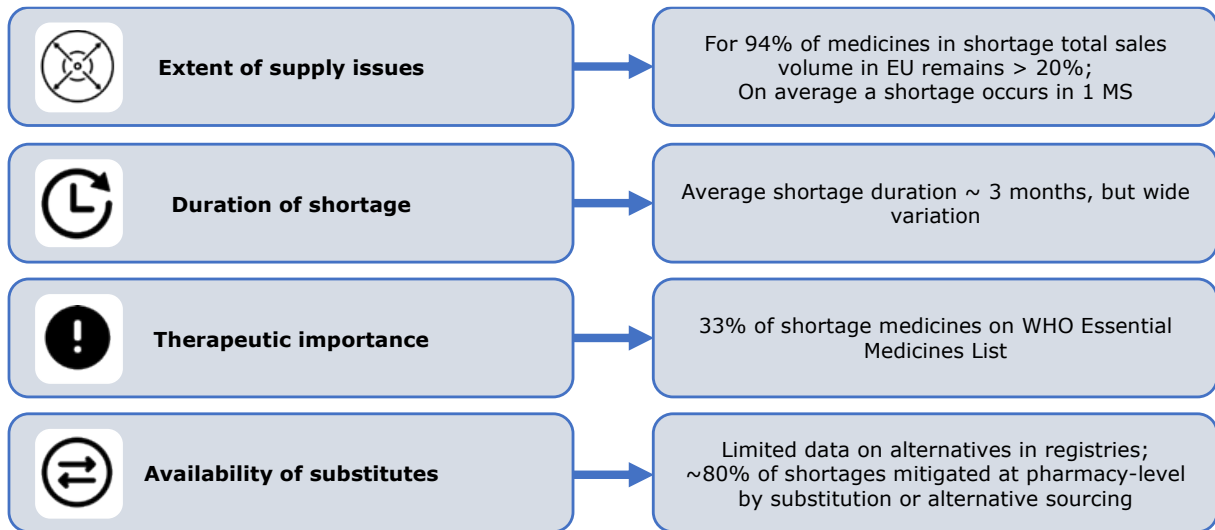 Extent of supply issues
For 94% of medicines in shortage total sales
volume in EU remains > 20%;
On average a shortage occurs in 1 MS
Duration of shortage
Average shortage duration ~ 3 months, but wide
variation
Therapeutic importance
33% of shortage medicines on WHO Essential
Medicines List
Availability of substitutes
Limited data on alternatives in registries;
~80% of shortages mitigated at pharmacy-level
by substitution or alternative sourcing